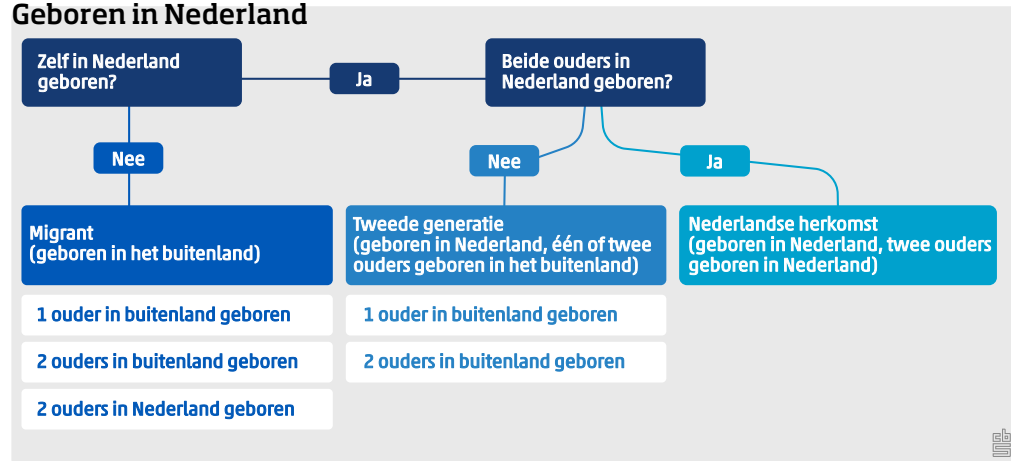 Geboren in Nederland
Zelf in Nederland
geboren?
Ja
Beide ouders in
Nederland geboren?
Nee
Nee
Ja
Migrant
(geboren in het buitenland)
Tweede generatie
(geboren in Nederland, één of twee
ouders geboren in het buitenland)
Nederlandse herkomst
(geboren in Nederland, twee ouders
geboren in Nederland)
1 ouder in buitenland geboren
2 ouders in buitenland geboren
2 ouders in Nederland geboren
1 ouder in buitenland geboren
2 ouders in buitenland geboren
cbs